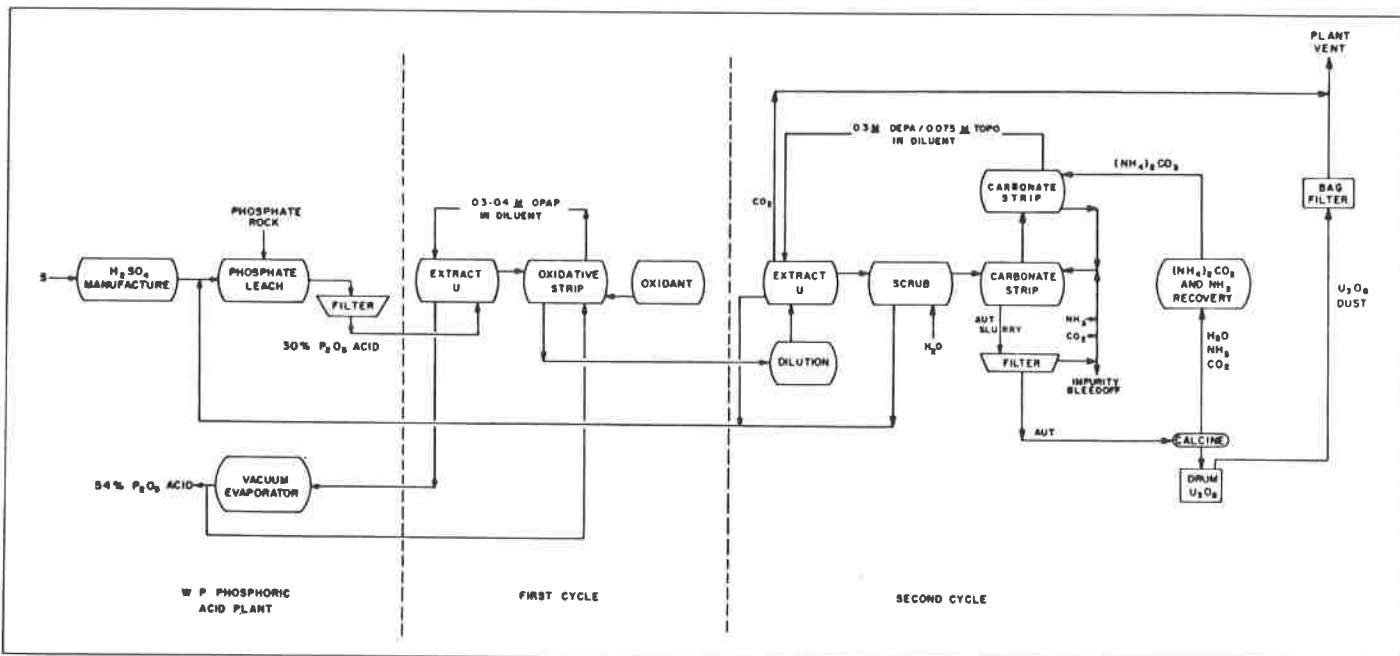 PLANT
VENT
0.3 M DEPA/0.075 M TOPO
IN DILUENT
(NH₄)₂CO₃
CARBONATE
STRIP
BAG
FILTER
CO₂
PHOSPHATE
ROCK
0.3-0.4 M OPAP
IN DILUENT
S
H₂SO₄
MANUFACTURE
PHOSPHATE
LEACH
FILTER
30% P₂O₅ ACID
EXTRACT
U
OXIDATIVE
STRIP
OXIDANT
EXTRACT
U
SCRUB
CARBONATE
STRIP
(NH₄)₂CO₃
AND NH₃
RECOVERY
U₃O₈
DUST
AUT
SLURRY
NH₃
CO₂
H₂O
DILUTION
FILTER
IMPURITY
BLEEDOFF
H₂O
NH₃
CO₂
AUT
CALCINE
DRUM
U₃O₈
54% P₂O₅ ACID
VACUUM
EVAPORATOR
W P PHOSPHORIC
ACID PLANT
FIRST CYCLE
SECOND CYCLE